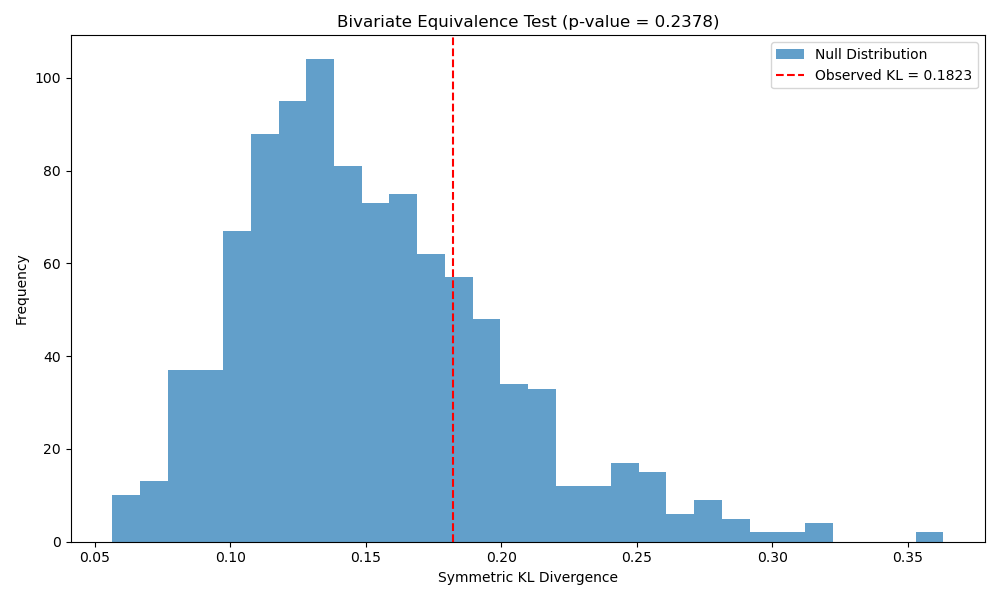 Bivariate Equivalence Test (p-value = 0.2378)
Null Distribution
Observed KL = 0.1823
Frequency
100
80
60
40
20
0
0.05 0.10 0.15 0.20 0.25 0.30 0.35
Symmetric KL Divergence